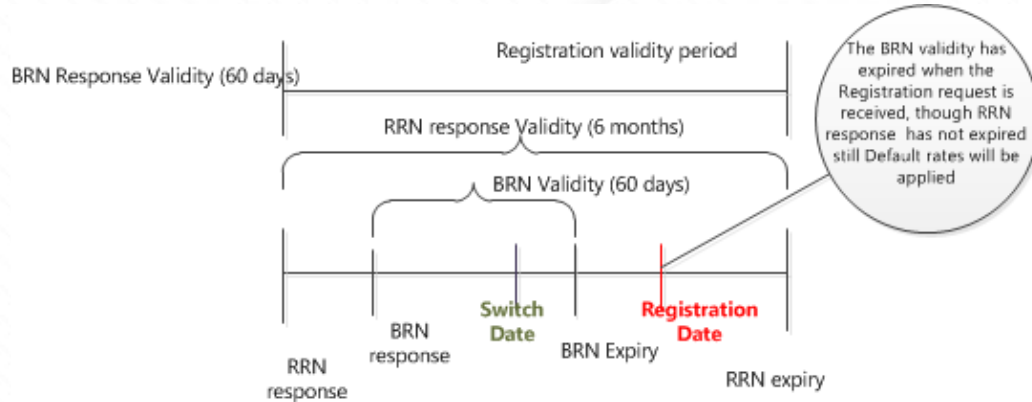 Registration validity period
BRN Response Validity (60 days)
The BRN validity has
expired when the
Registration request is
received, though RRN
response has not expired
still Default rates will be
applied
RRN response Validity (6 months)
BRN Validity (60 days)
Switch
Date
Registration
Date
BRN
response
BRN Expiry
RRN
response
RRN expiry